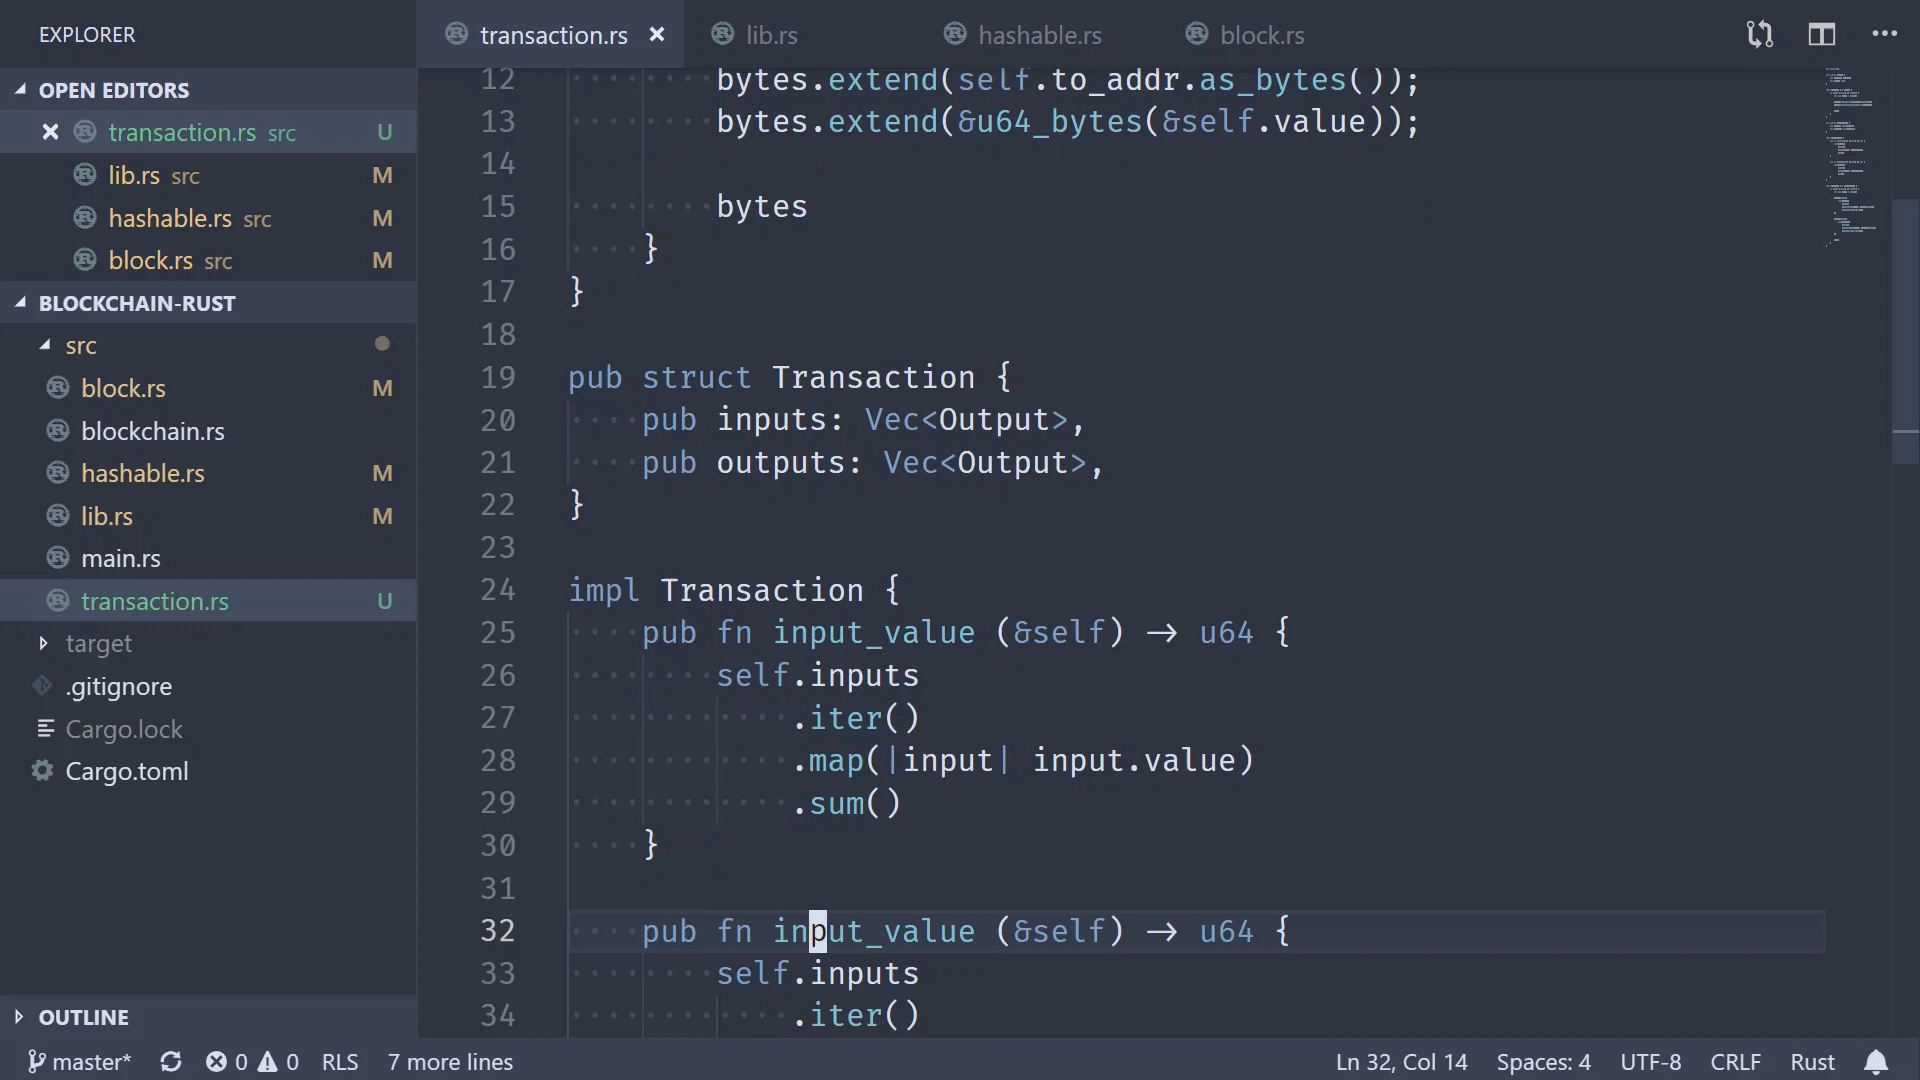 EXPLORER
OPEN EDITORS
transaction.rs src U
lib.rs src M
hashable.rs src M
block.rs src M
BLOCKCHAIN-RUST
src
block.rs M
blockchain.rs
hashable.rs M
lib.rs M
main.rs
transaction.rs U
target
.gitignore
Cargo.lock
Cargo.toml
OUTLINE
transaction.rs lib.rs hashable.rs block.rs
12 bytes.extend(self.to_addr.as_bytes());
13 bytes.extend(&u64_bytes(&self.value));
14
15 bytes
16 }
17 }
18
19 pub struct Transaction {
20 pub inputs: Vec<Output>,
21 pub outputs: Vec<Output>,
22 }
23
24 impl Transaction {
25 pub fn input_value (&self) → u64 {
26 self.inputs
27 .iter()
28 .map(|input| input.value)
29 .sum()
30 }
31
32 pub fn input_value (&self) → u64 {
33 self.inputs
34 .iter()
master* 0 0 RLS 7 more lines Ln 32, Col 14 Spaces: 4 UTF-8 CRLF Rust